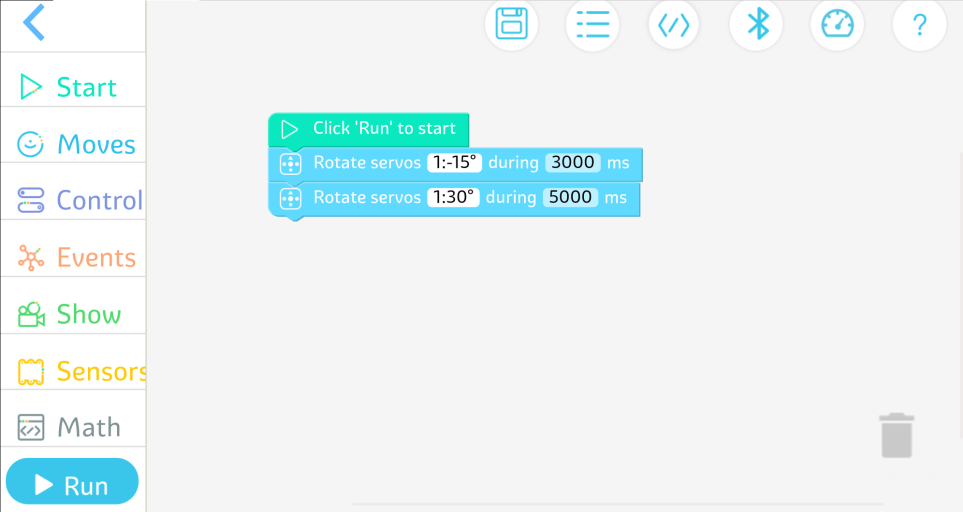 ?
Start
Moves
Control
Events
Show
Sensors
Math
Run
Click 'Run' to start
Rotate servos 1:-15° during 3000 ms
Rotate servos 1:30° during 5000 ms